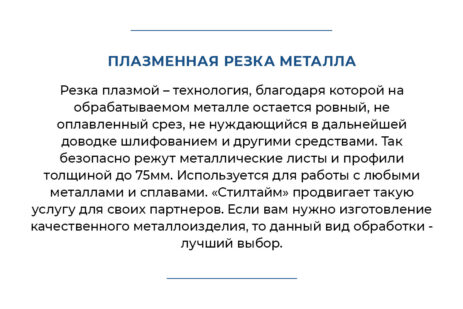 ПЛАЗМЕННАЯ РЕЗКА МЕТАЛЛА
Резка плазмой – технология, благодаря которой на
обрабатываемом металле остается ровный, не
оплавленный срез, не нуждающийся в дальнейшей
доводке шлифованием и другими средствами. Так
безопасно режут металлические листы и профили
толщиной до 75мм. Используется для работы с любыми
металлами и сплавами. «Стилтайм» продвигает такую
услугу для своих партнеров. Если вам нужно изготовление
качественного металлоизделия, то данный вид обработки -
лучший выбор.